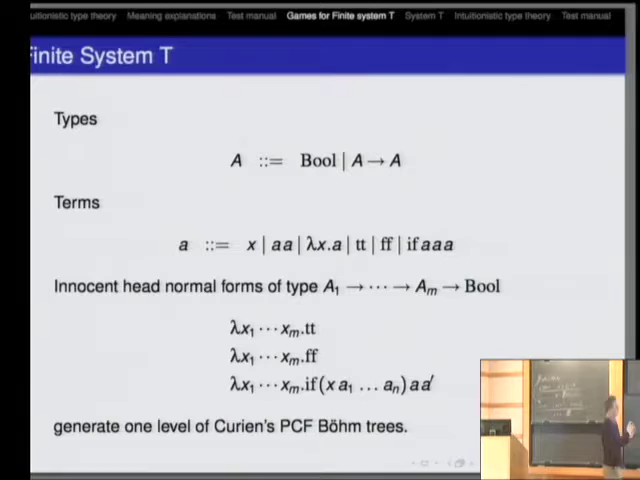 uitionistic type theory Meaning explanations Test manual Games for Finite system T System T Intuitionistic type theory Test manual
Finite System T
Types
A ::= Bool | A → A
Terms
a ::= x | a a | λx.a | tt | ff | if a a a
Innocent head normal forms of type A₁ → ··· → Aₘ → Bool
λx₁ ··· xₘ.tt
λx₁ ··· xₘ.ff
λx₁ ··· xₘ.if (x a₁ ... aₙ) a a′
generate one level of Curien's PCF Böhm trees.